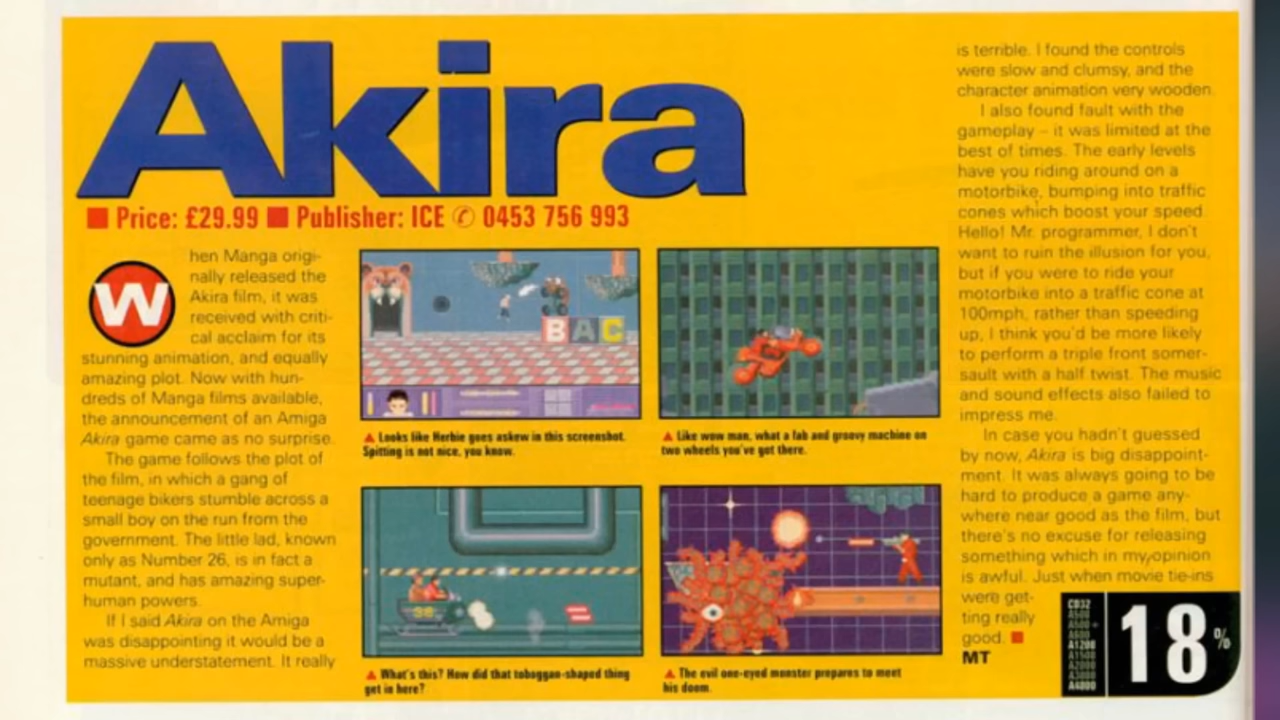 Akira
Price: £29.99 Publisher: ICE ✆ 0453 756 993
When Manga origi-
nally released the
Akira film, it was
received with criti-
cal acclaim for its
stunning animation, and equally
amazing plot. Now with hun-
dreds of Manga films available,
the announcement of an Amiga
Akira game came as no surprise.
The game follows the plot of
the film, in which a gang of
teenage bikers stumble across a
small boy on the run from the
government. The little lad, known
only as Number 26, is in fact a
mutant, and has amazing super-
human powers.
If I said Akira on the Amiga
was disappointing it would be a
massive understatement. It really
BAC
▲ Looks like Herbie goes askew in this screenshot.
Spitting is not nice, you know.
▲ Like wow man, what a fab and groovy machine on
two wheels you've got there.
▲ What's this? How did that toboggan-shaped thing
get in here?
▲ The evil one-eyed monster prepares to meet
his doom.
is terrible. I found the controls
were slow and clumsy, and the
character animation very wooden.
I also found fault with the
gameplay – it was limited at the
best of times. The early levels
have you riding around on a
motorbike, bumping into traffic
cones which boost your speed.
Hello! Mr. programmer, I don't
want to ruin the illusion for you,
but if you were to ride your
motorbike into a traffic cone at
100mph, rather than speeding
up, I think you'd be more likely
to perform a triple front somer-
sault with a half twist. The music
and sound effects also failed to
impress me.
In case you hadn't guessed
by now, Akira is big disappoint-
ment. It was always going to be
hard to produce a game any-
where near good as the film, but
there's no excuse for releasing
something which in my opinion
is awful. Just when movie tie-ins
were get-
ting really
good.
MT
CD32
A500
A500+
A600
A1200
A1500
A2000
A3000
A4000
18%